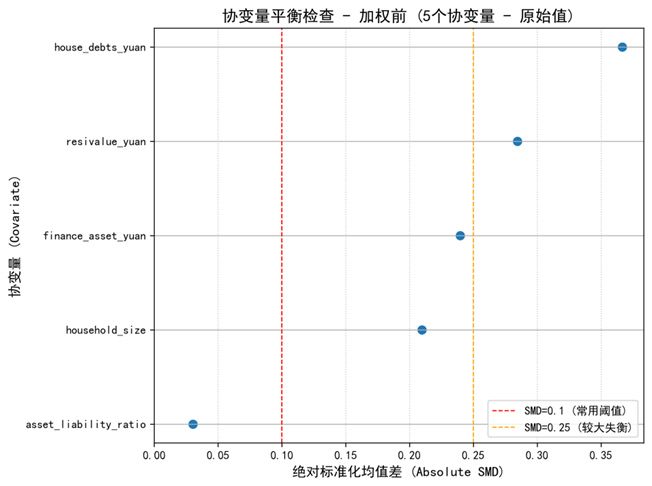 协变量平衡检查 - 加权前 (5个协变量 - 原始值)
协变量 (Covariate)
house_debts_yuan
resivalue_yuan
finance_asset_yuan
household_size
asset_liability_ratio
SMD=0.1 (常用阈值)
SMD=0.25 (较大失衡)
0.00 0.05 0.10 0.15 0.20 0.25 0.30 0.35
绝对标准化均值差 (Absolute SMD)